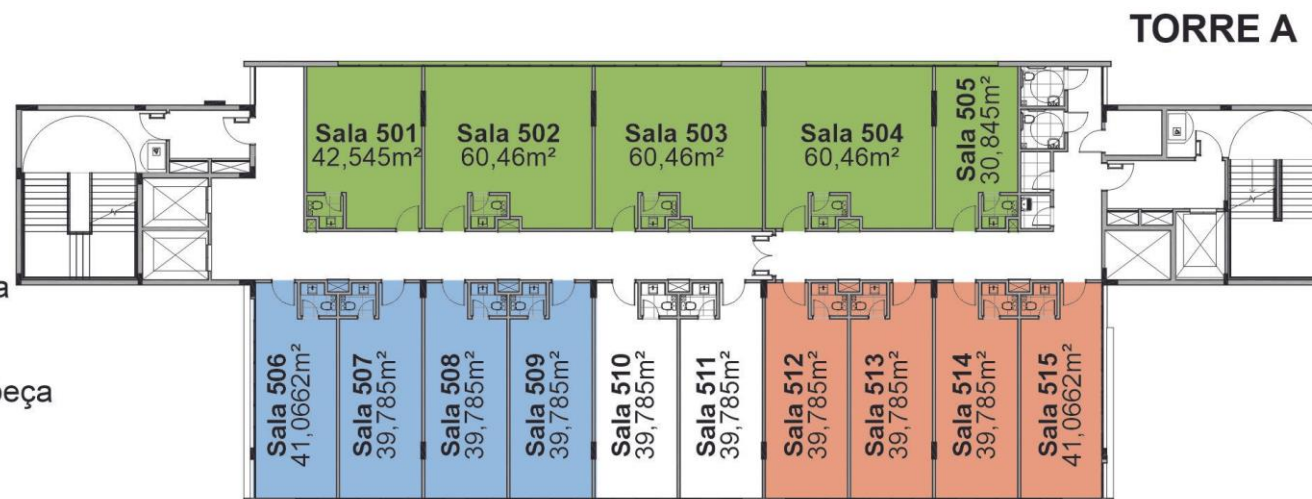 TORRE A
Sala 501
42,545m²
Sala 502
60,46m²
Sala 503
60,46m²
Sala 504
60,46m²
Sala 505
30,845m²
a
eça
Sala 506
41,0662m²
Sala 507
39,785m²
Sala 508
39,785m²
Sala 509
39,785m²
Sala 510
39,785m²
Sala 511
39,785m²
Sala 512
39,785m²
Sala 513
39,785m²
Sala 514
39,785m²
Sala 515
41,0662m²